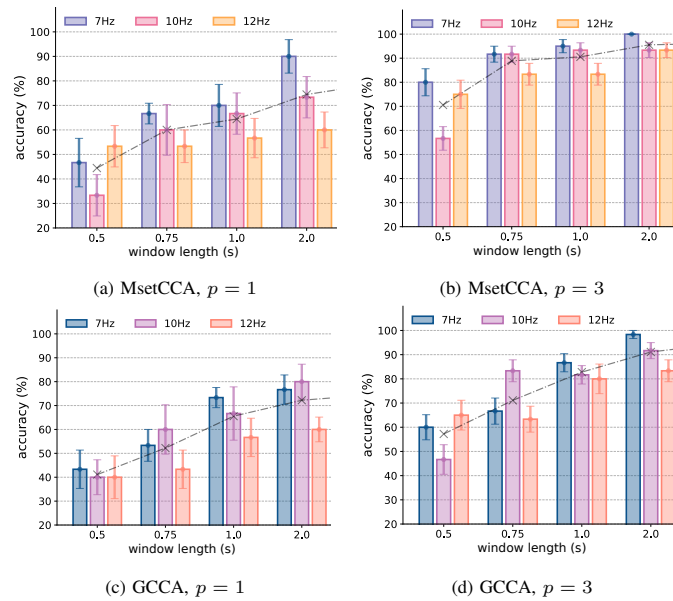 7Hz 10Hz 12Hz
100
90
80
70
60
50
40
30
20
accuracy (%)
0.5 0.75 1.0 2.0
window length (s)
(a) MsetCCA, p = 1
7Hz 10Hz 12Hz
100
90
80
70
60
50
40
30
20
accuracy (%)
0.5 0.75 1.0 2.0
window length (s)
(b) MsetCCA, p = 3
7Hz 10Hz 12Hz
100
90
80
70
60
50
40
30
20
accuracy (%)
0.5 0.75 1.0 2.0
window length (s)
(c) GCCA, p = 1
7Hz 10Hz 12Hz
100
90
80
70
60
50
40
30
20
accuracy (%)
0.5 0.75 1.0 2.0
window length (s)
(d) GCCA, p = 3